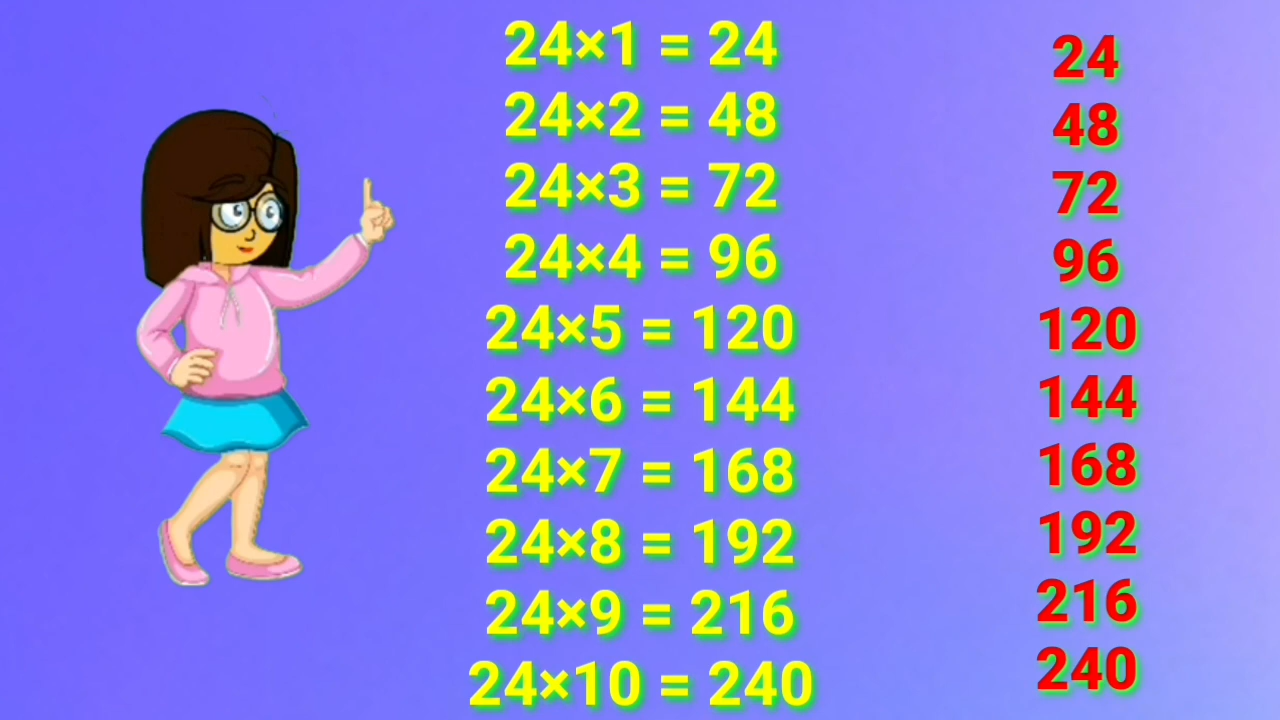 24×1 = 24
24×2 = 48
24×3 = 72
24×4 = 96
24×5 = 120
24×6 = 144
24×7 = 168
24×8 = 192
24×9 = 216
24×10 = 240
24
48
72
96
120
144
168
192
216
240